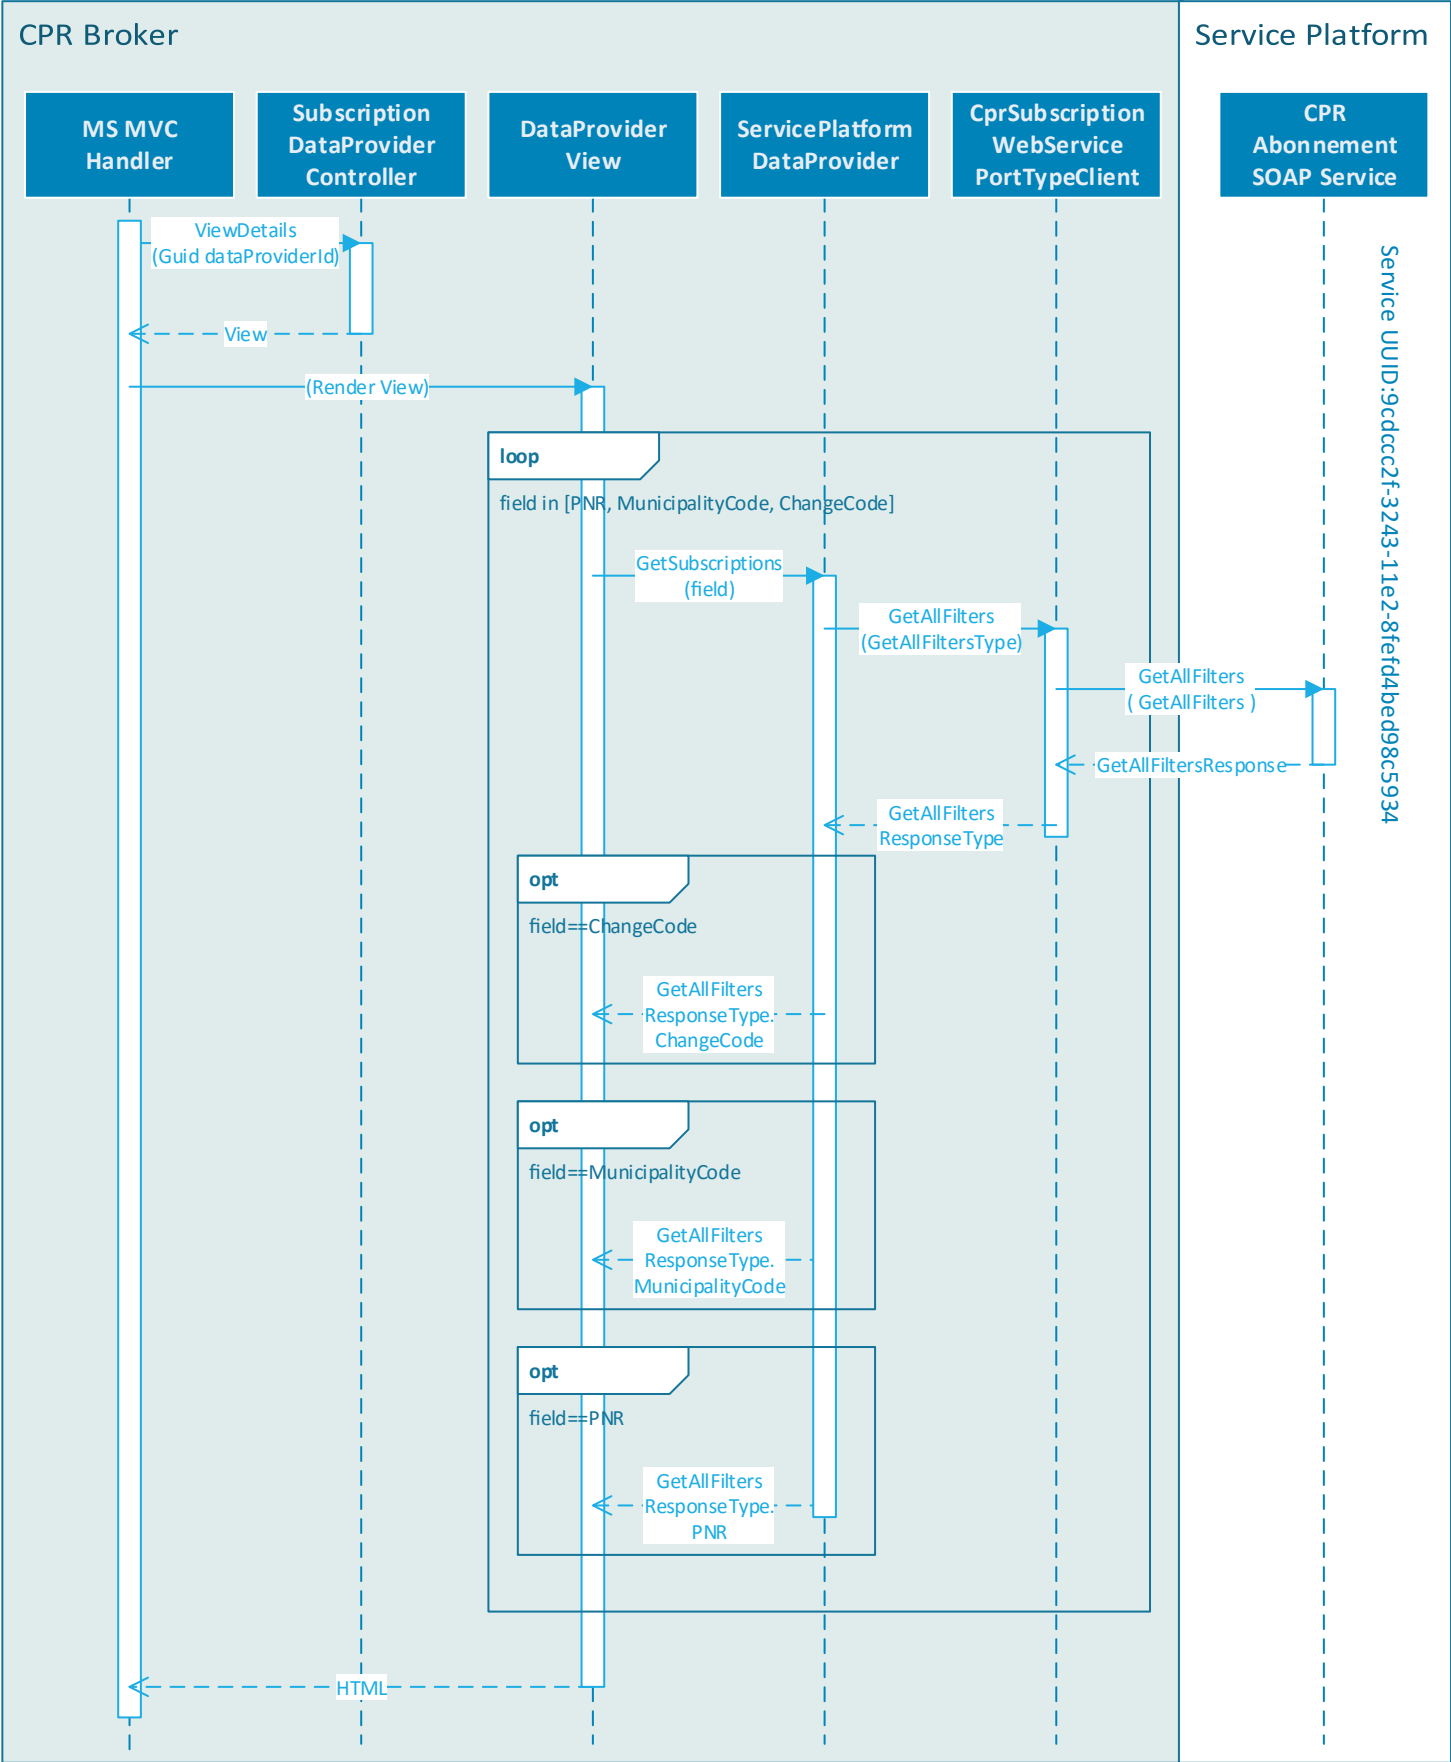 CPR Broker
Service Platform
MS MVC
Handler
Subscription
DataProvider
Controller
DataProvider
View
ServicePlatform
DataProvider
CprSubscription
WebService
PortTypeClient
CPR
Abonnement
SOAP Service
ViewDetails
(Guid dataProviderId)
Service UUID:9cdccc2f-3243-11e2-8fefd4bed98c5934
View
(Render View)
loop
field in [PNR, MunicipalityCode, ChangeCode]
GetSubscriptions
(field)
GetAllFilters
(GetAllFiltersType)
GetAllFilters
( GetAllFilters )
GetAllFiltersResponse
GetAllFilters
ResponseType
opt
field==ChangeCode
GetAllFilters
ResponseType.
ChangeCode
opt
field==MunicipalityCode
GetAllFilters
ResponseType.
MunicipalityCode
opt
field==PNR
GetAllFilters
ResponseType.
PNR
HTML